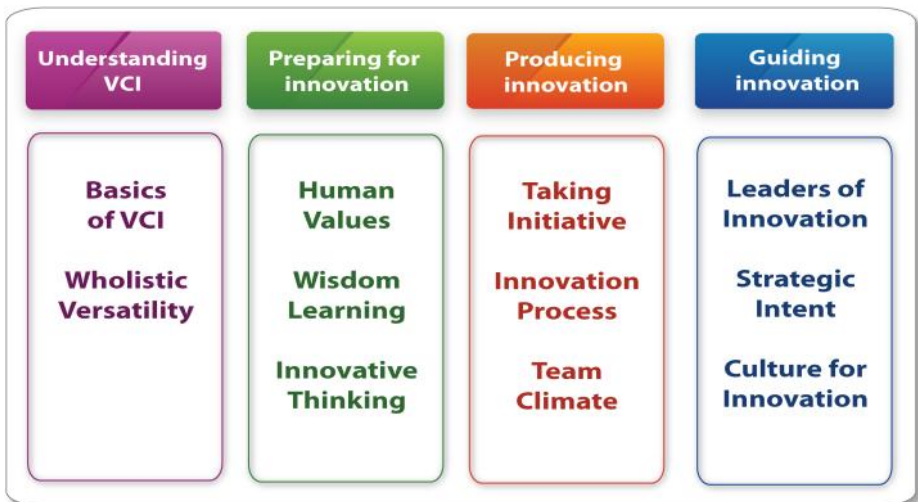 Understanding
VCI
Basics
of VCI
Wholistic
Versatility
Preparing for
innovation
Human
Values
Wisdom
Learning
Innovative
Thinking
Producing
innovation
Taking
Initiative
Innovation
Process
Team
Climate
Guiding
innovation
Leaders of
Innovation
Strategic
Intent
Culture for
Innovation